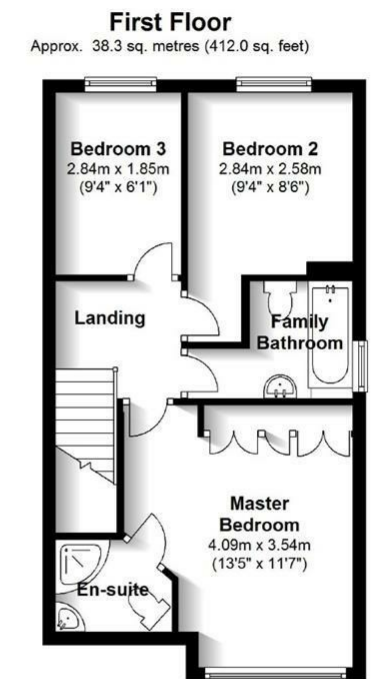 First Floor
Approx. 38.3 sq. metres (412.0 sq. feet)
Bedroom 3
2.84m x 1.85m
(9'4" x 6'1")
Bedroom 2
2.84m x 2.58m
(9'4" x 8'6")
Landing
Family
Bathroom
Master
Bedroom
4.09m x 3.54m
(13'5" x 11'7")
En-suite